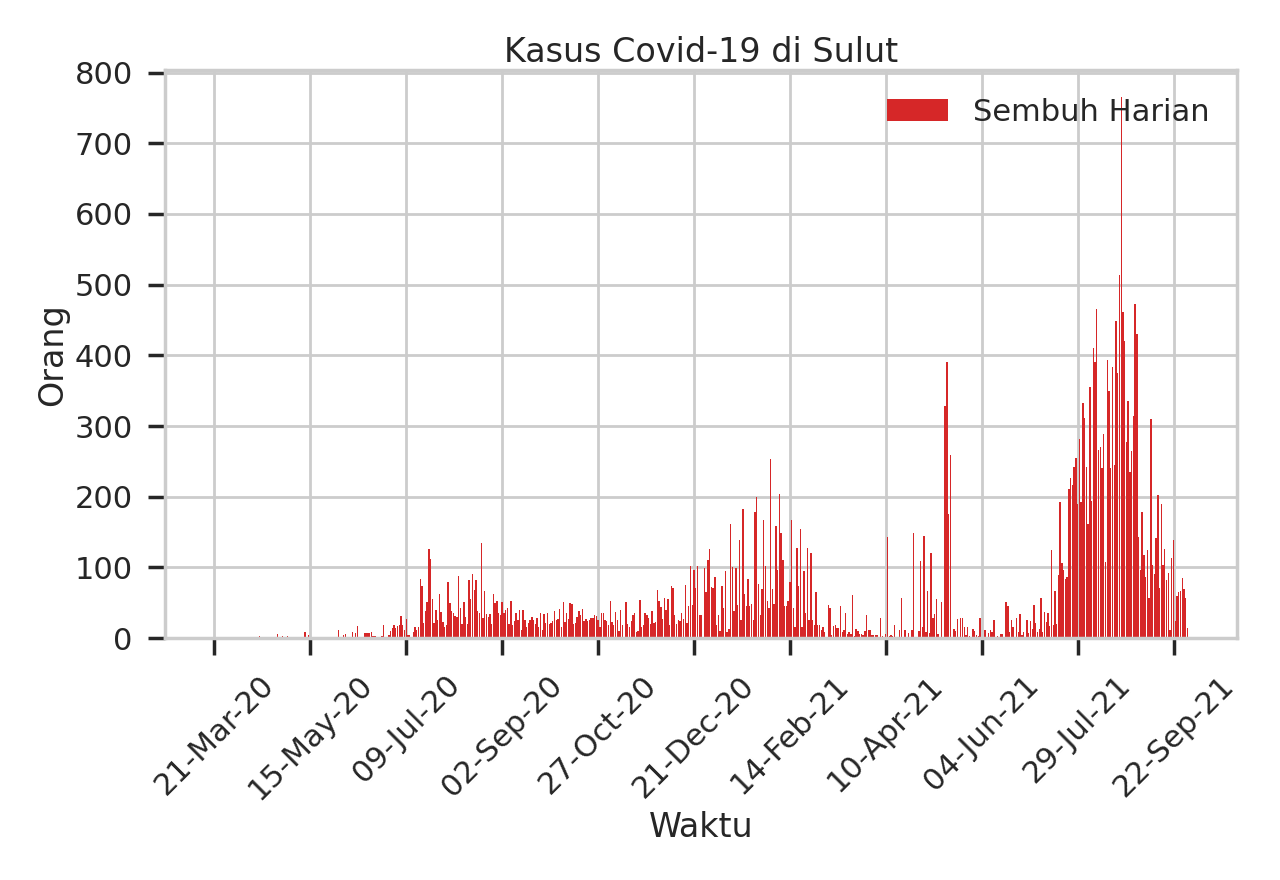 Kasus Covid-19 di Sulut
Sembuh Harian
Orang
800
700
600
500
400
300
200
100
0
21-Mar-20
15-May-20
09-Jul-20
02-Sep-20
27-Oct-20
21-Dec-20
14-Feb-21
10-Apr-21
04-Jun-21
29-Jul-21
22-Sep-21
Waktu